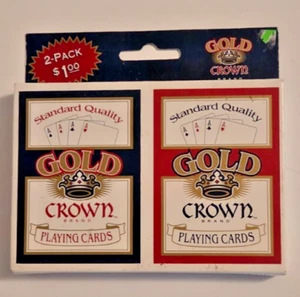 2-PACK
$1.00
GOLD
CROWN
Standard Quality
GOLD
CROWN
BRAND
PLAYING CARDS
Standard Quality
GOLD
CROWN
BRAND
PLAYING CARDS